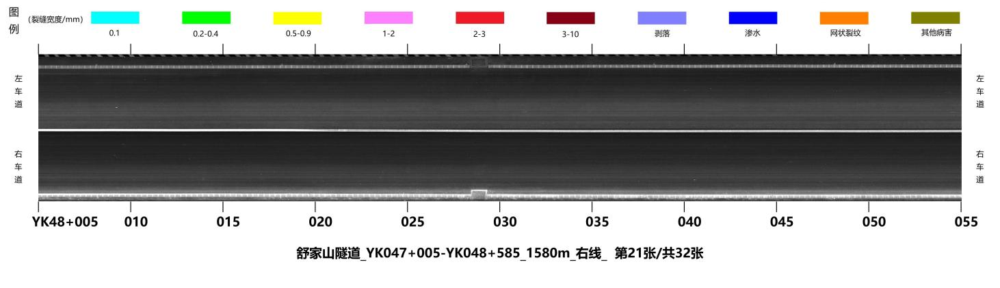 图例
(裂缝宽度/mm)
0.1
0.2-0.4
0.5-0.9
1-2
2-3
3-10
剥落
渗水
网状裂纹
其他病害
左车道
左车道
右车道
右车道
YK48+005 010 015 020 025 030 035 040 045 050 055
舒家山隧道_YK047+005-YK048+585_1580m_右线_ 第21张/共32张